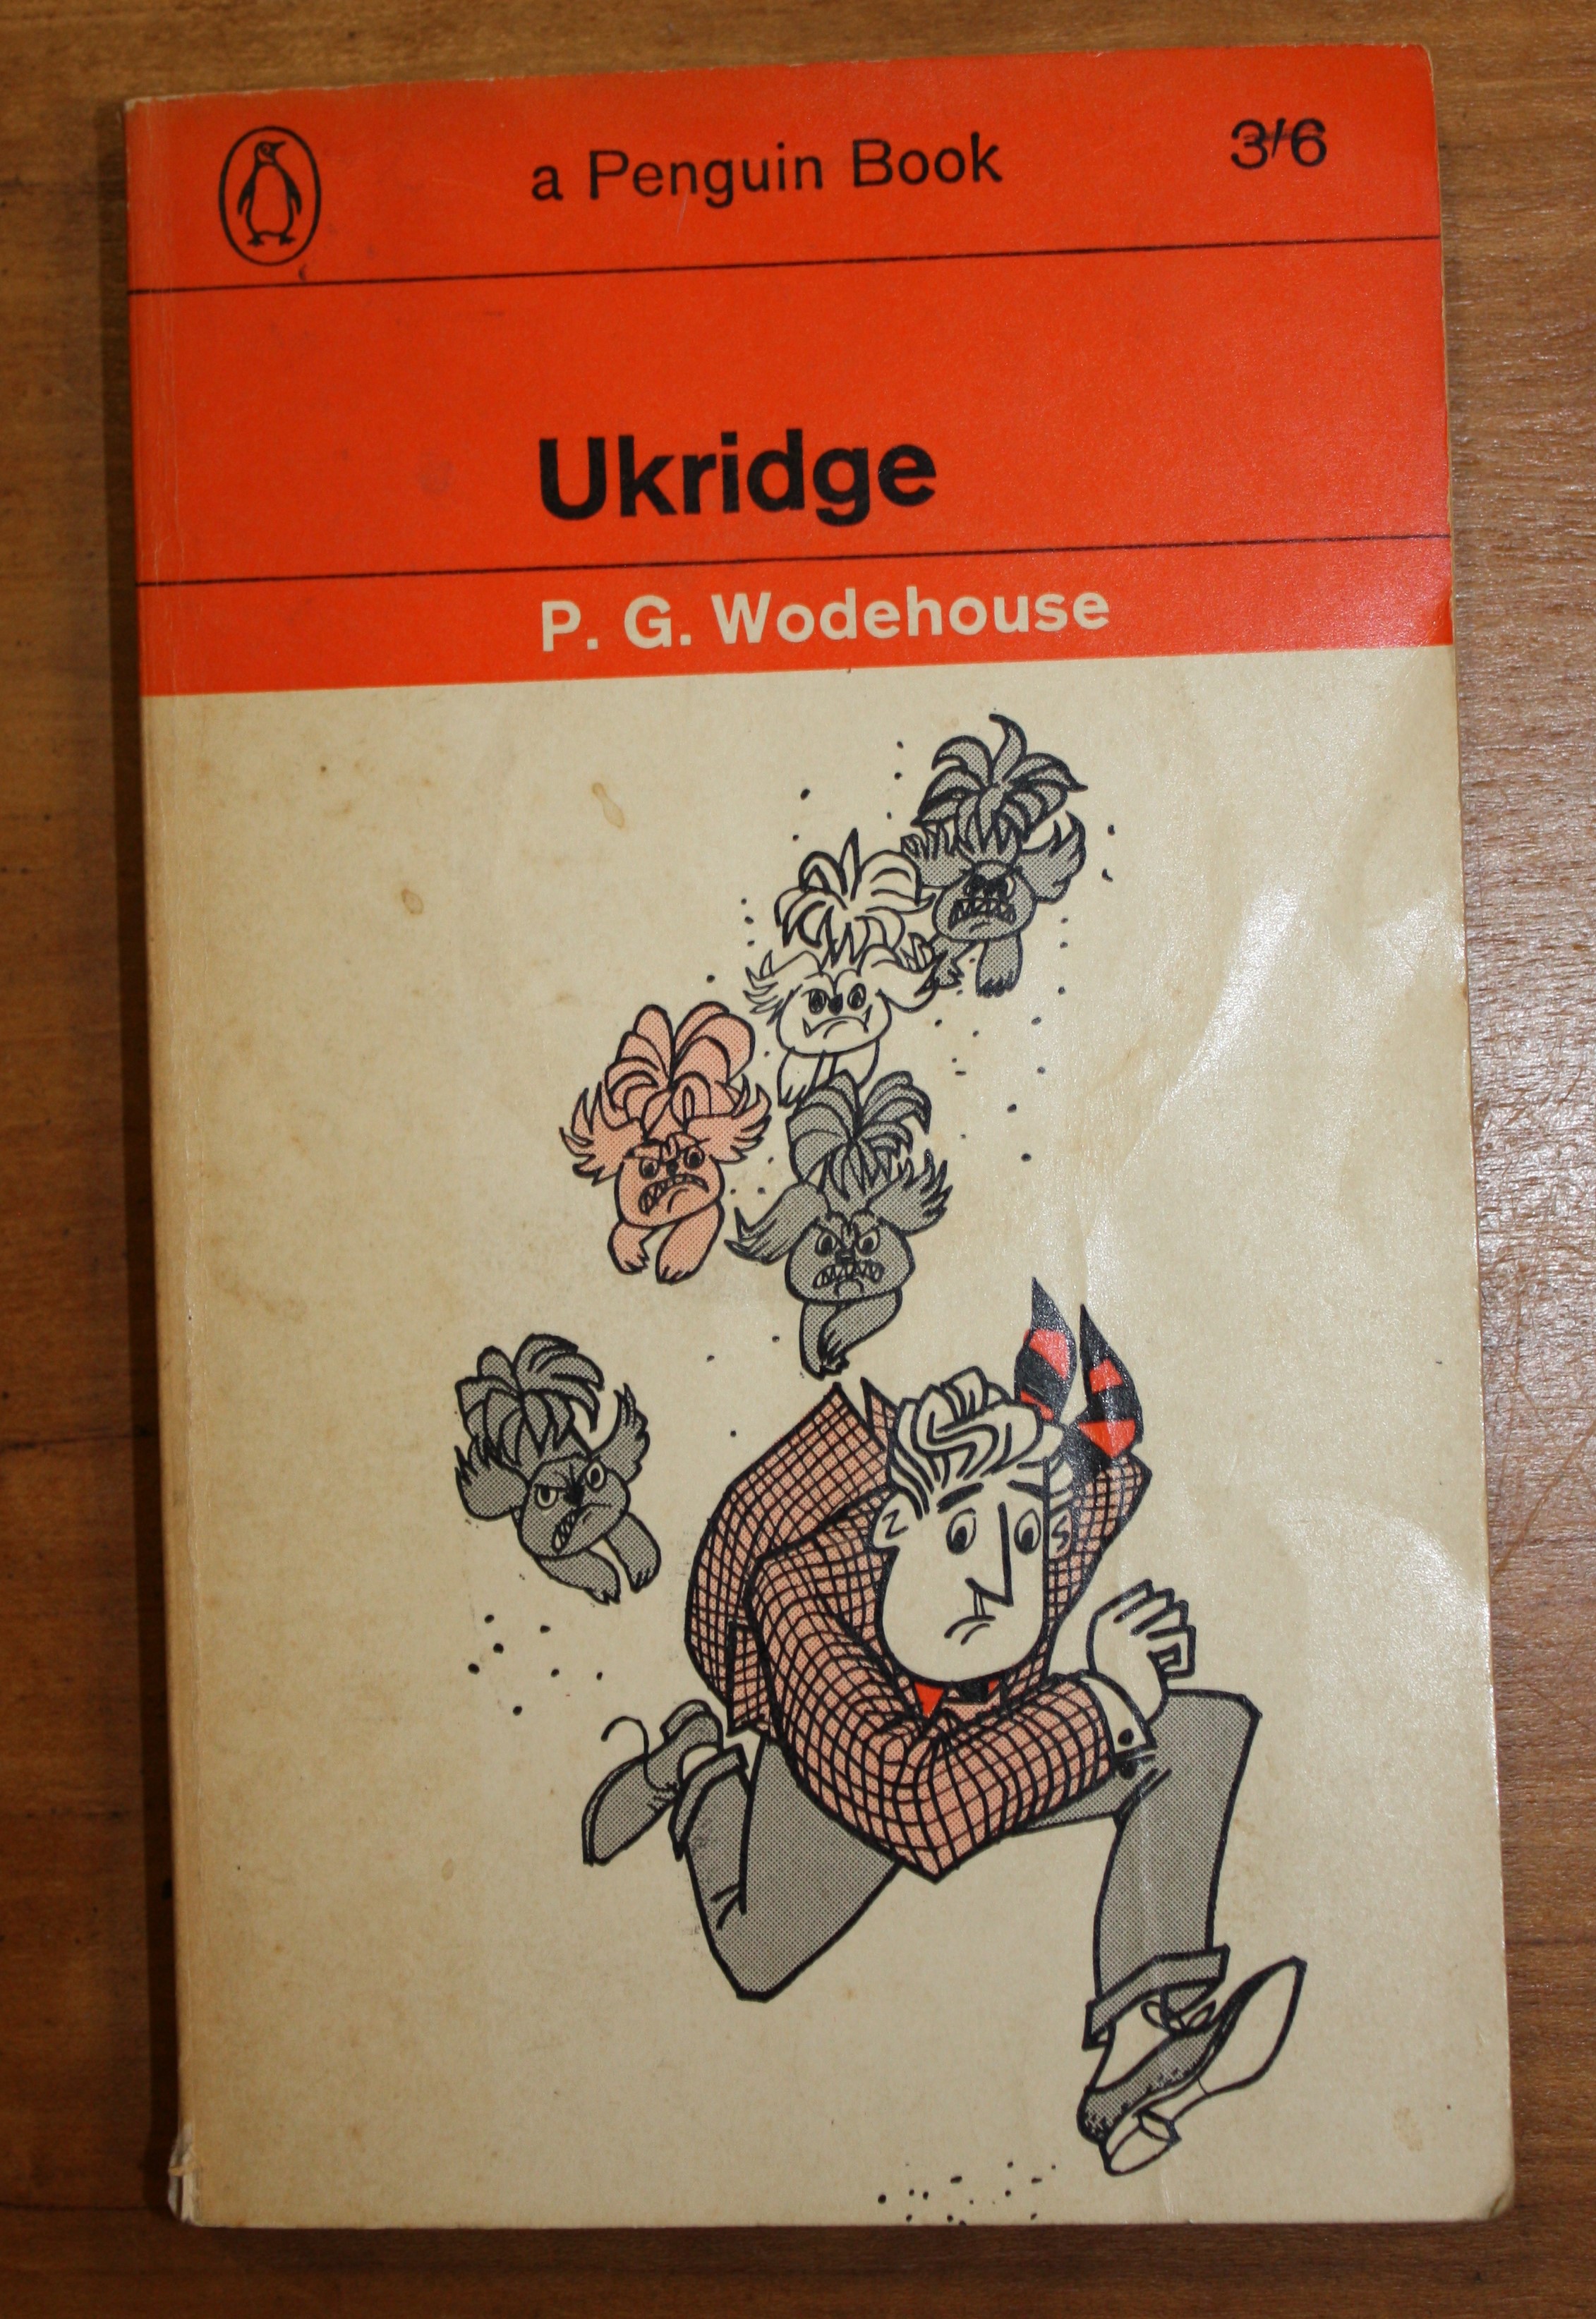 a Penguin Book
3/6
Ukridge
P. G. Wodehouse